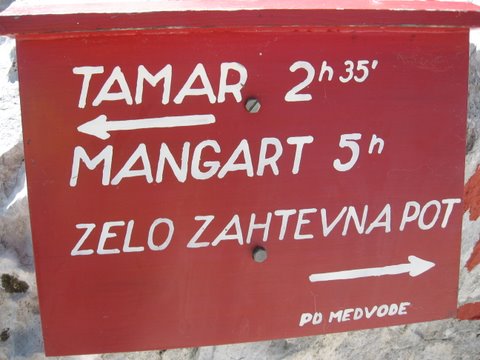 TAMAR 2h 35'
MANGART 5h
ZELO ZAHTEVNA POT
PD MEDVODE